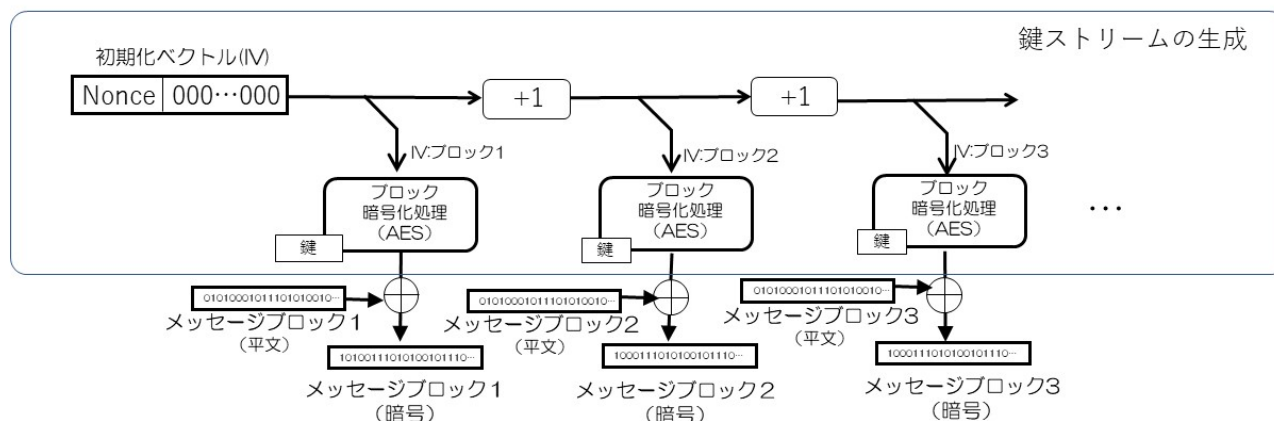 鍵ストリームの生成
初期化ベクトル(IV)
Nonce 000…000
+1
+1
IV:ブロック1
IV:ブロック2
IV:ブロック3
ブロック
暗号化処理
(AES)
鍵
ブロック
暗号化処理
(AES)
鍵
ブロック
暗号化処理
(AES)
鍵
…
01010001011101010010…
メッセージブロック1
(平文)
01010001011101010010…
メッセージブロック2
(平文)
01010001011101010010…
メッセージブロック3
(平文)
10100111010100101110…
メッセージブロック1
(暗号)
1000111010100101110…
メッセージブロック2
(暗号)
1000111010100101110…
メッセージブロック3
(暗号)